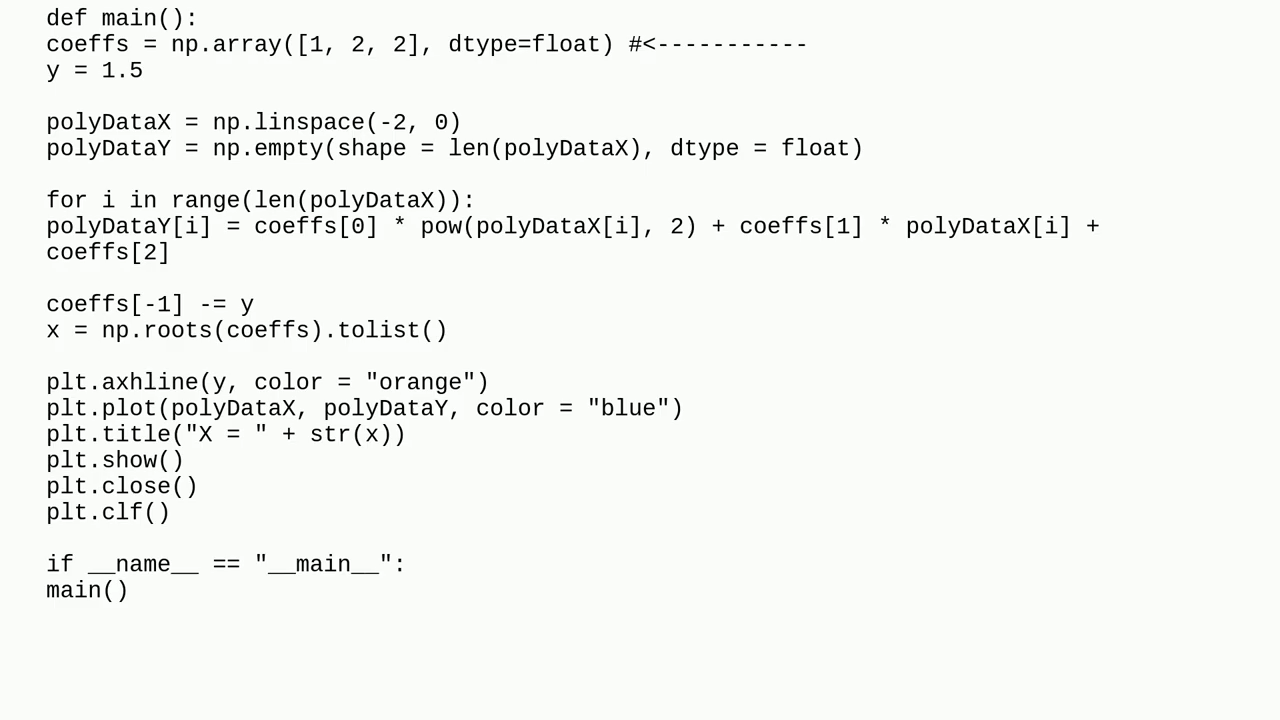 def main():
coeffs = np.array([1, 2, 2], dtype=float) #<-----------
y = 1.5
polyDataX = np.linspace(-2, 0)
polyDataY = np.empty(shape = len(polyDataX), dtype = float)
for i in range(len(polyDataX)):
polyDataY[i] = coeffs[0] * pow(polyDataX[i], 2) + coeffs[1] * polyDataX[i] +
coeffs[2]
coeffs[-1] -= y
x = np.roots(coeffs).tolist()
plt.axhline(y, color = "orange")
plt.plot(polyDataX, polyDataY, color = "blue")
plt.title("X = " + str(x))
plt.show()
plt.close()
plt.clf()
if __name__ == "__main__":
main()